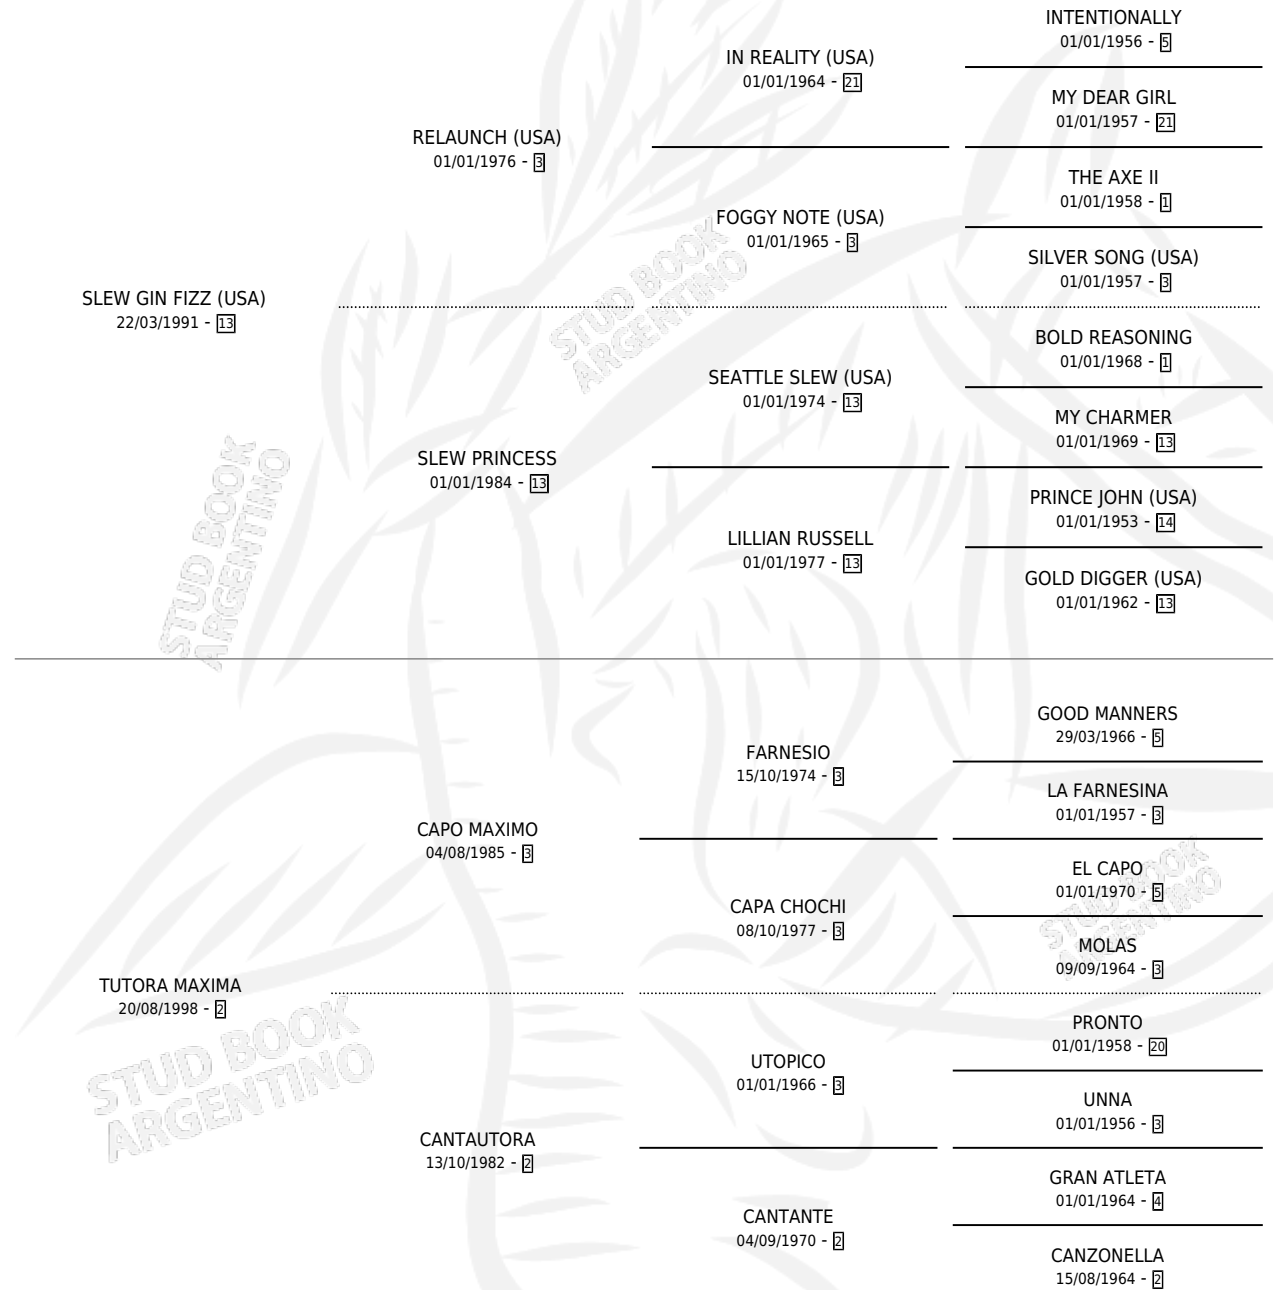 INTENTIONALLY
01/01/1956 - 5
IN REALITY (USA)
01/01/1964 - 21
MY DEAR GIRL
01/01/1957 - 21
RELAUNCH (USA)
01/01/1976 - 3
THE AXE II
01/01/1958 - 1
FOGGY NOTE (USA)
01/01/1965 - 3
SILVER SONG (USA)
01/01/1957 - 3
SLEW GIN FIZZ (USA)
22/03/1991 - 13
BOLD REASONING
01/01/1968 - 1
SEATTLE SLEW (USA)
01/01/1974 - 13
MY CHARMER
01/01/1969 - 13
SLEW PRINCESS
01/01/1984 - 13
PRINCE JOHN (USA)
01/01/1953 - 14
LILLIAN RUSSELL
01/01/1977 - 13
GOLD DIGGER (USA)
01/01/1962 - 13
GOOD MANNERS
29/03/1966 - 5
FARNESIO
15/10/1974 - 3
LA FARNESINA
01/01/1957 - 3
CAPO MAXIMO
04/08/1985 - 3
EL CAPO
01/01/1970 - 5
CAPA CHOCHI
08/10/1977 - 3
MOLAS
09/09/1964 - 3
TUTORA MAXIMA
20/08/1998 - 2
PRONTO
01/01/1958 - 20
UTOPICO
01/01/1966 - 3
UNNA
01/01/1956 - 3
CANTAUTORA
13/10/1982 - 2
GRAN ATLETA
01/01/1964 - 4
CANTANTE
04/09/1970 - 2
CANZONELLA
15/08/1964 - 2
STUD BOOK
ARGENTINO
STUD BOOK
ARGENTINO
STUD BOOK
ARGENTINO
STUD BOOK
ARGENTINO